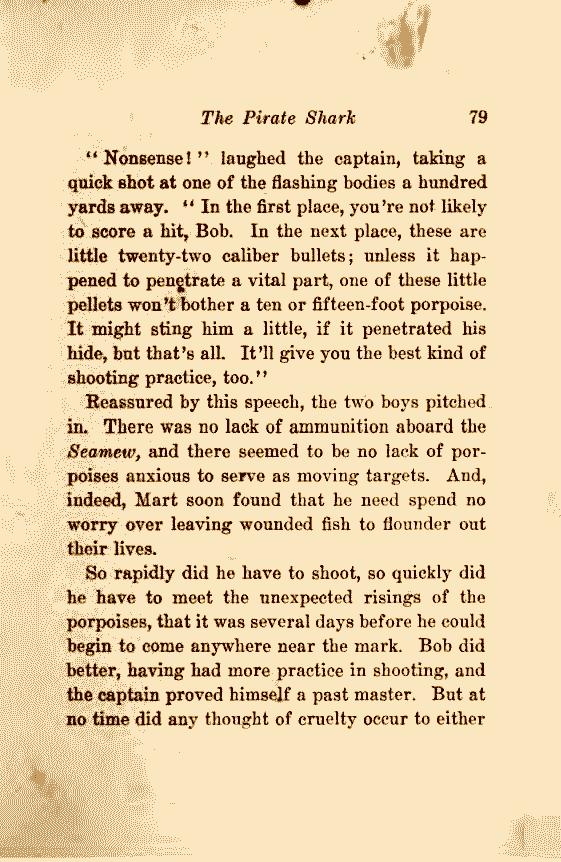 The Pirate Shark 79
“ Nonsense! ” laughed the captain, taking a
quick shot at one of the flashing bodies a hundred
yards away. “ In the first place, you're not likely
to score a hit, Bob. In the next place, these are
little twenty-two caliber bullets; unless it hap-
pened to penetrate a vital part, one of these little
pellets won't bother a ten or fifteen-foot porpoise.
It might sting him a little, if it penetrated his
hide, but that's all. It'll give you the best kind of
shooting practice, too.”
Reassured by this speech, the two boys pitched
in. There was no lack of ammunition aboard the
Seamew, and there seemed to be no lack of por-
poises anxious to serve as moving targets. And,
indeed, Mart soon found that he need spend no
worry over leaving wounded fish to flounder out
their lives.
So rapidly did he have to shoot, so quickly did
he have to meet the unexpected risings of the
porpoises, that it was several days before he could
begin to come anywhere near the mark. Bob did
better, having had more practice in shooting, and
the captain proved himself a past master. But at
no time did any thought of cruelty occur to either